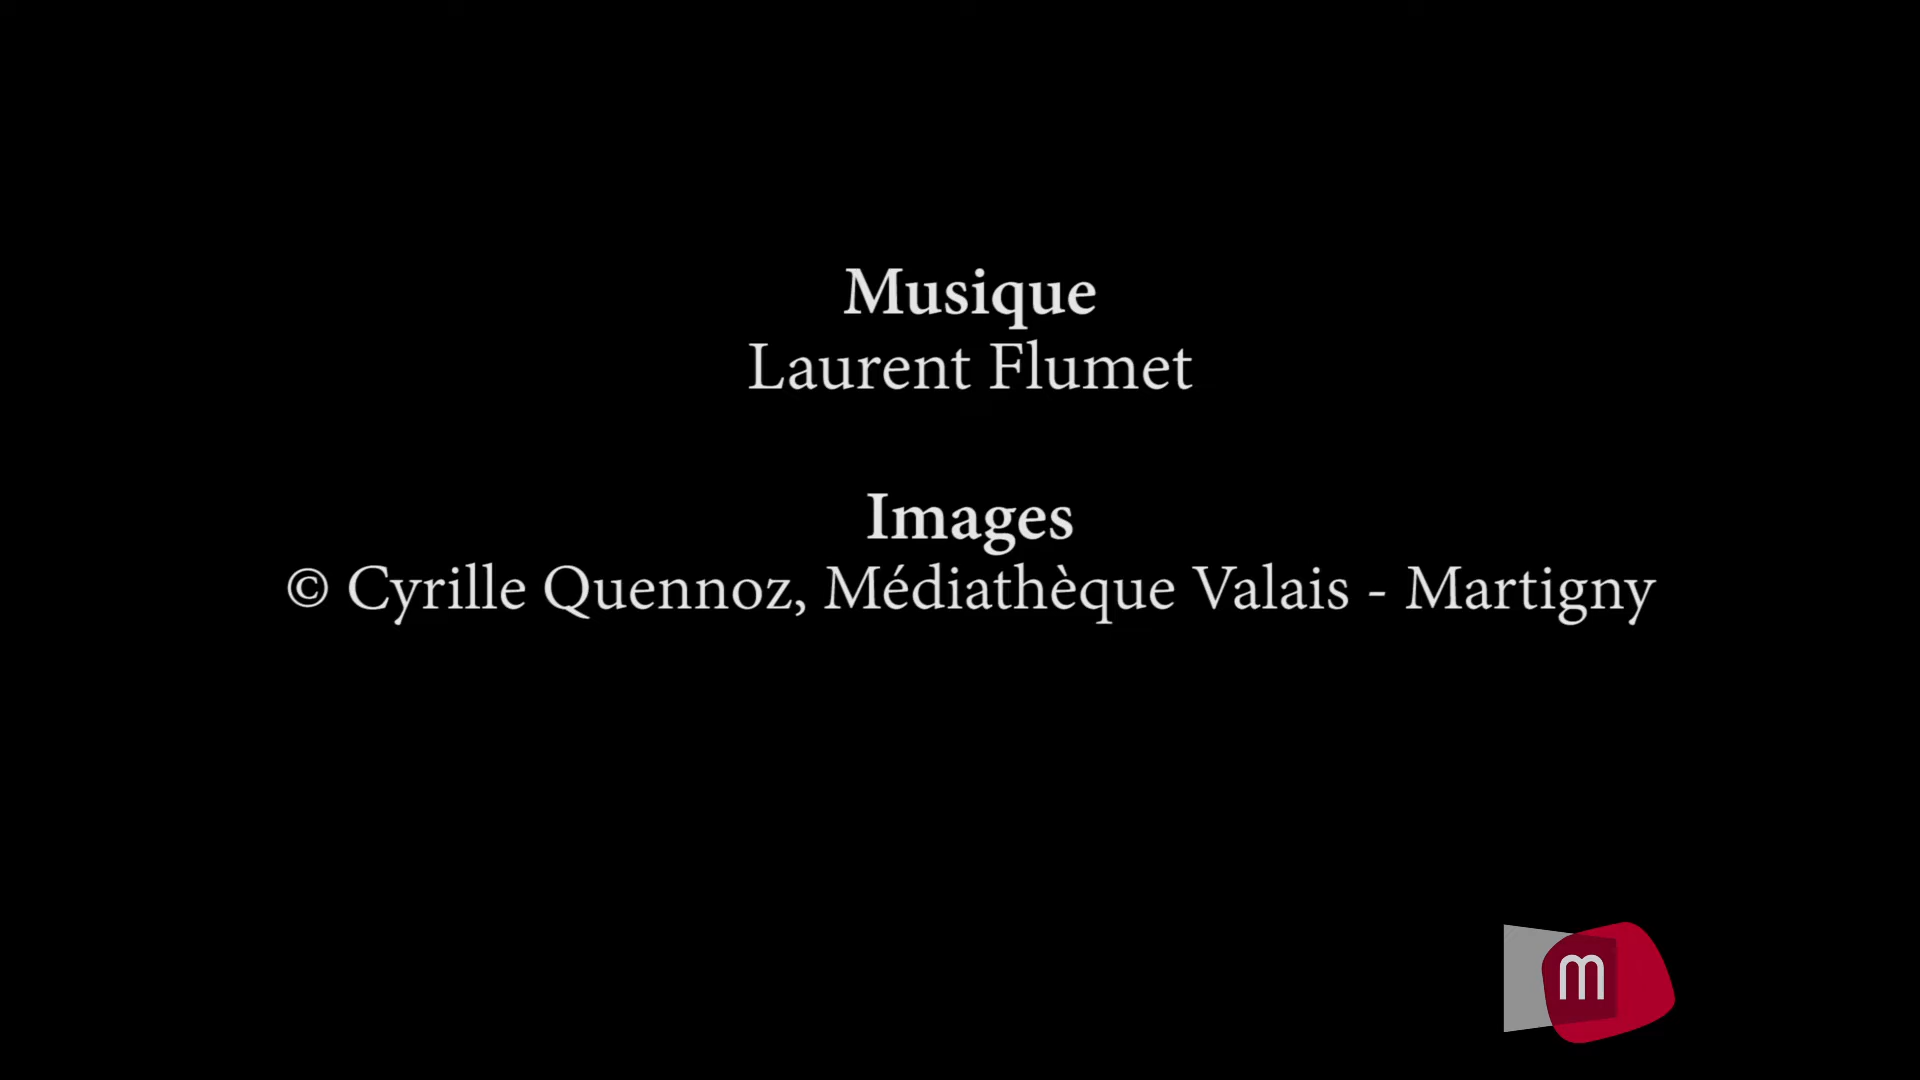 Musique
Laurent Flumet
Images
© Cyrille Quennoz, Médiathèque Valais - Martigny
m